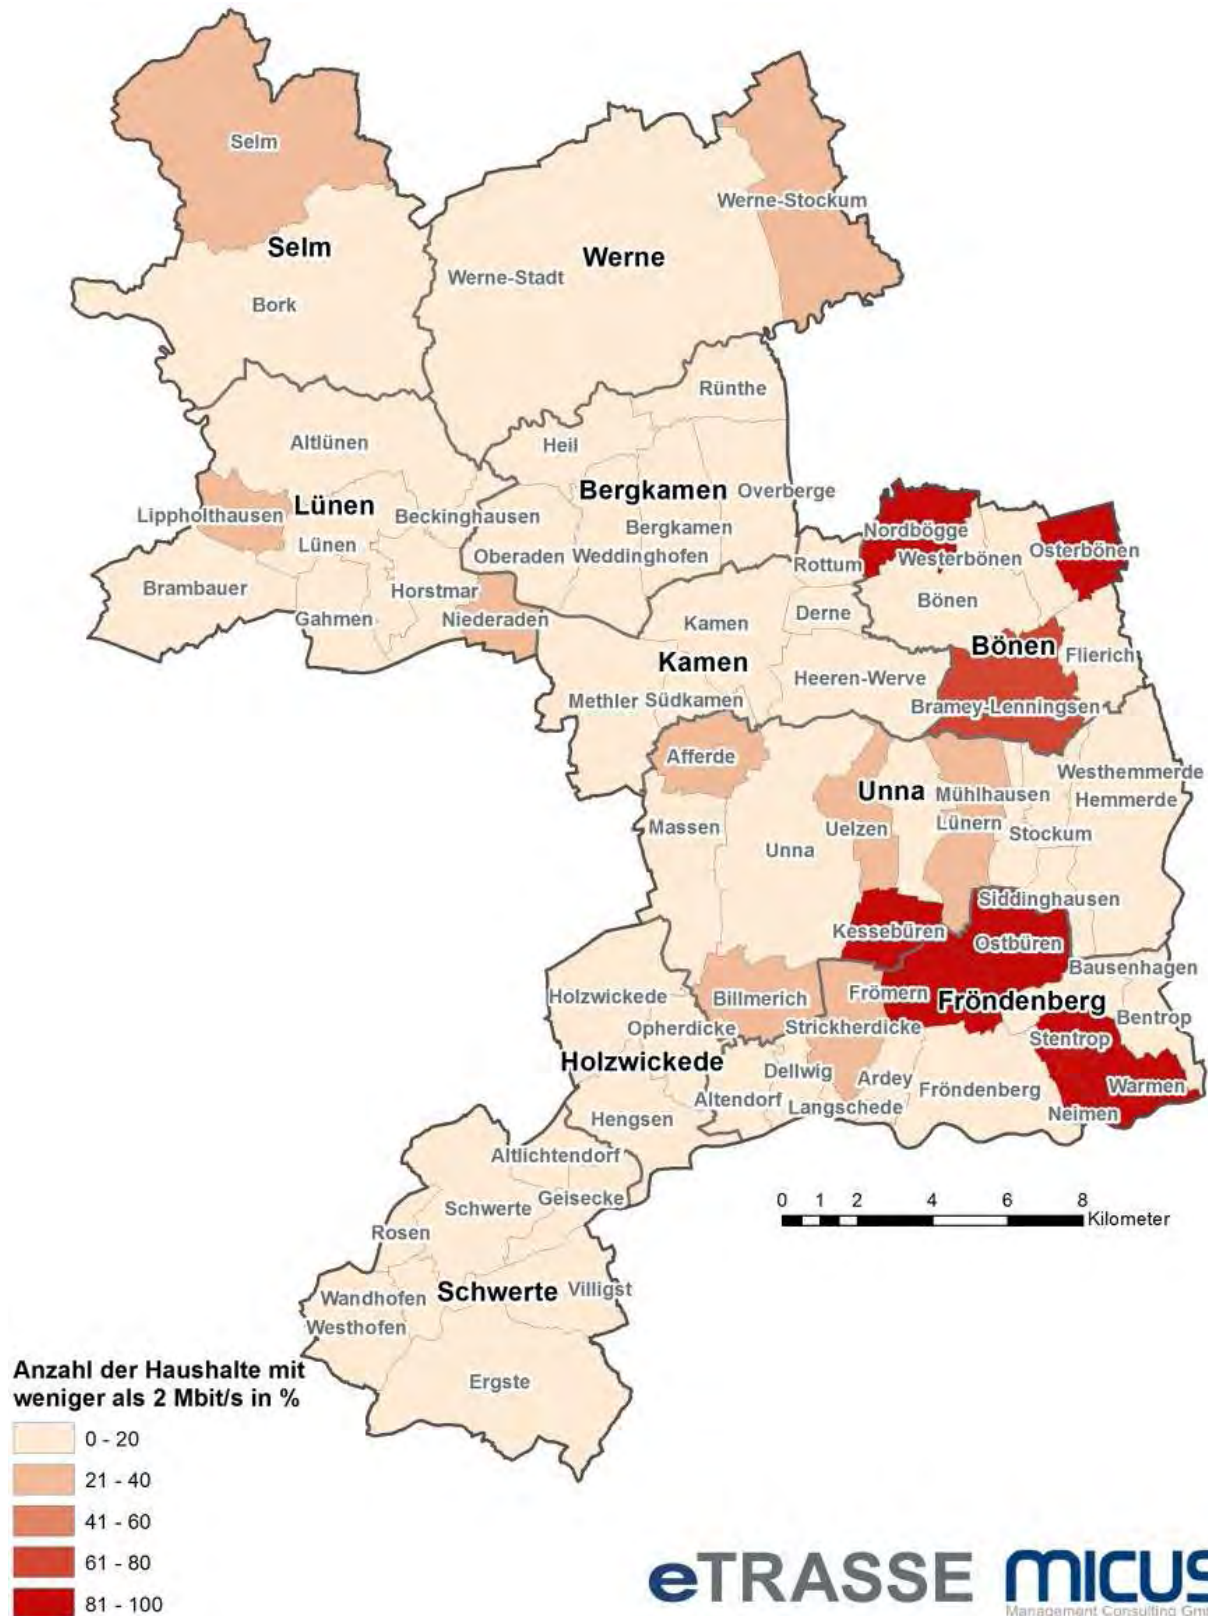 Selm
Werne-Stockum
Selm
Werne
Werne-Stadt
Bork
Rünthe
Altlünen
Heil
Bergkamen
Overberge
Lünen
Lippholthausen
Beckinghausen
Bergkamen
Nordbögge
Lünen
Oberaden
Weddinghofen
Rottum
Westerbönen
Osterbönen
Brambauer
Horstmar
Bönen
Gahmen
Niederaden
Kamen
Derne
Bönen
Flierich
Kamen
Heeren-Werve
Methler
Südkamen
Bramey-Lenningsen
Afferde
Westhemmerde
Unna
Mühlhausen
Hemmerde
Massen
Uelzen
Lünern
Stockum
Unna
Siddinghausen
Kessebüren
Ostbüren
Bausenhagen
Holzwickede
Billmerich
Frömern
Fröndenberg
Bentrop
Opherdicke
Strickherdicke
Stentrop
Holzwickede
Dellwig
Ardey
Fröndenberg
Warmen
Altendorf
Langschede
Neimen
Hengsen
Altlichtendorf
Geisecke
Schwerte
Rosen
0 1 2 4 6 8
Kilometer
Schwerte
Villigst
Wandhofen
Westhofen
Ergste
Anzahl der Haushalte mit
weniger als 2 Mbit/s in %
0 - 20
21 - 40
41 - 60
61 - 80
81 - 100
eTRASSE
micus
Management Consulting Gmb